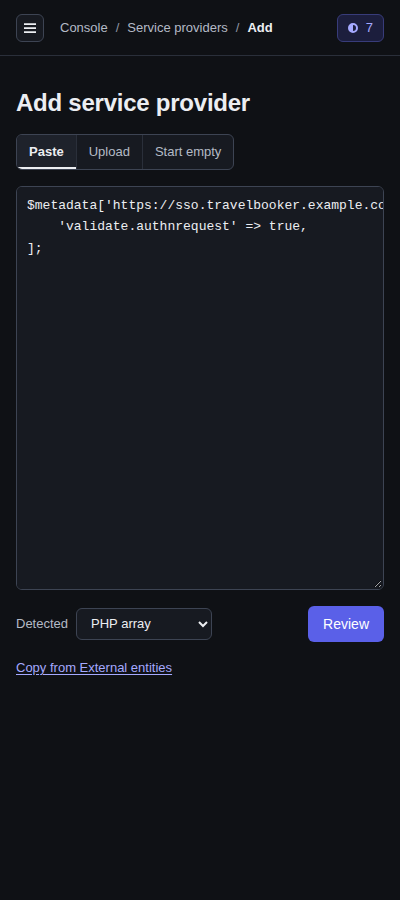 Console / Service providers / Add
7
Add service provider
Paste
Upload
Start empty
$metadata['https://sso.travelbooker.example.co
'validate.authnrequest' => true,
];
Detected
PHP array
Review
Copy from External entities